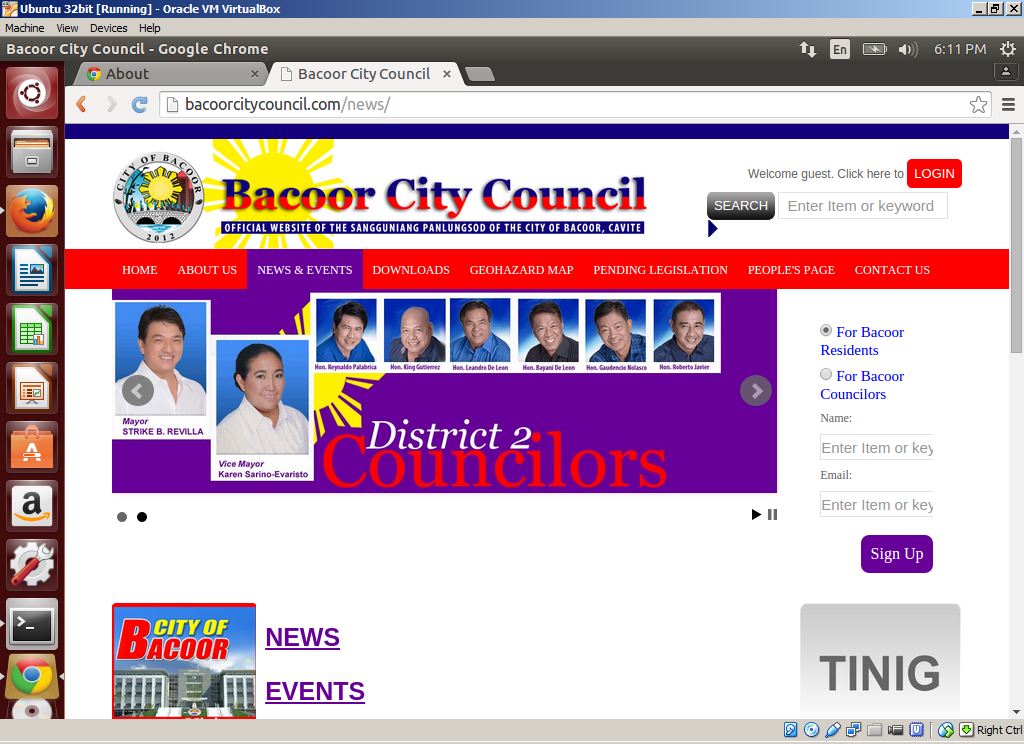 Ubuntu 32bit [Running] - Oracle VM VirtualBox
Machine View Devices Help
Bacoor City Council - Google Chrome
En
6:11 PM
About
Bacoor City Council
bacoorcitycouncil.com/news/
CITY OF BACOOR
2012
Bacoor City Council
OFFICIAL WEBSITE OF THE SANGGUNIANG PANLUNGSOD OF THE CITY OF BACOOR, CAVITE
Welcome guest. Click here to LOGIN
SEARCH Enter Item or keyword
HOME ABOUT US NEWS & EVENTS DOWNLOADS GEOHAZARD MAP PENDING LEGISLATION PEOPLE'S PAGE CONTACT US
Hon. Reynaldo Palabrica Hon. King Gutierrez Hon. Leandro De Leon Hon. Bayani De Leon Hon. Gaudencio Nolasco Hon. Roberto Javier
Mayor
STRIKE B. REVILLA
Vice Mayor
Karen Sarino-Evaristo
District 2
Councilors
For Bacoor
Residents
For Bacoor
Councilors
Name:
Enter Item or key
Email:
Enter Item or key
Sign Up
CITY OF
BACOOR
NEWS
EVENTS
TINIG
Right Ctrl